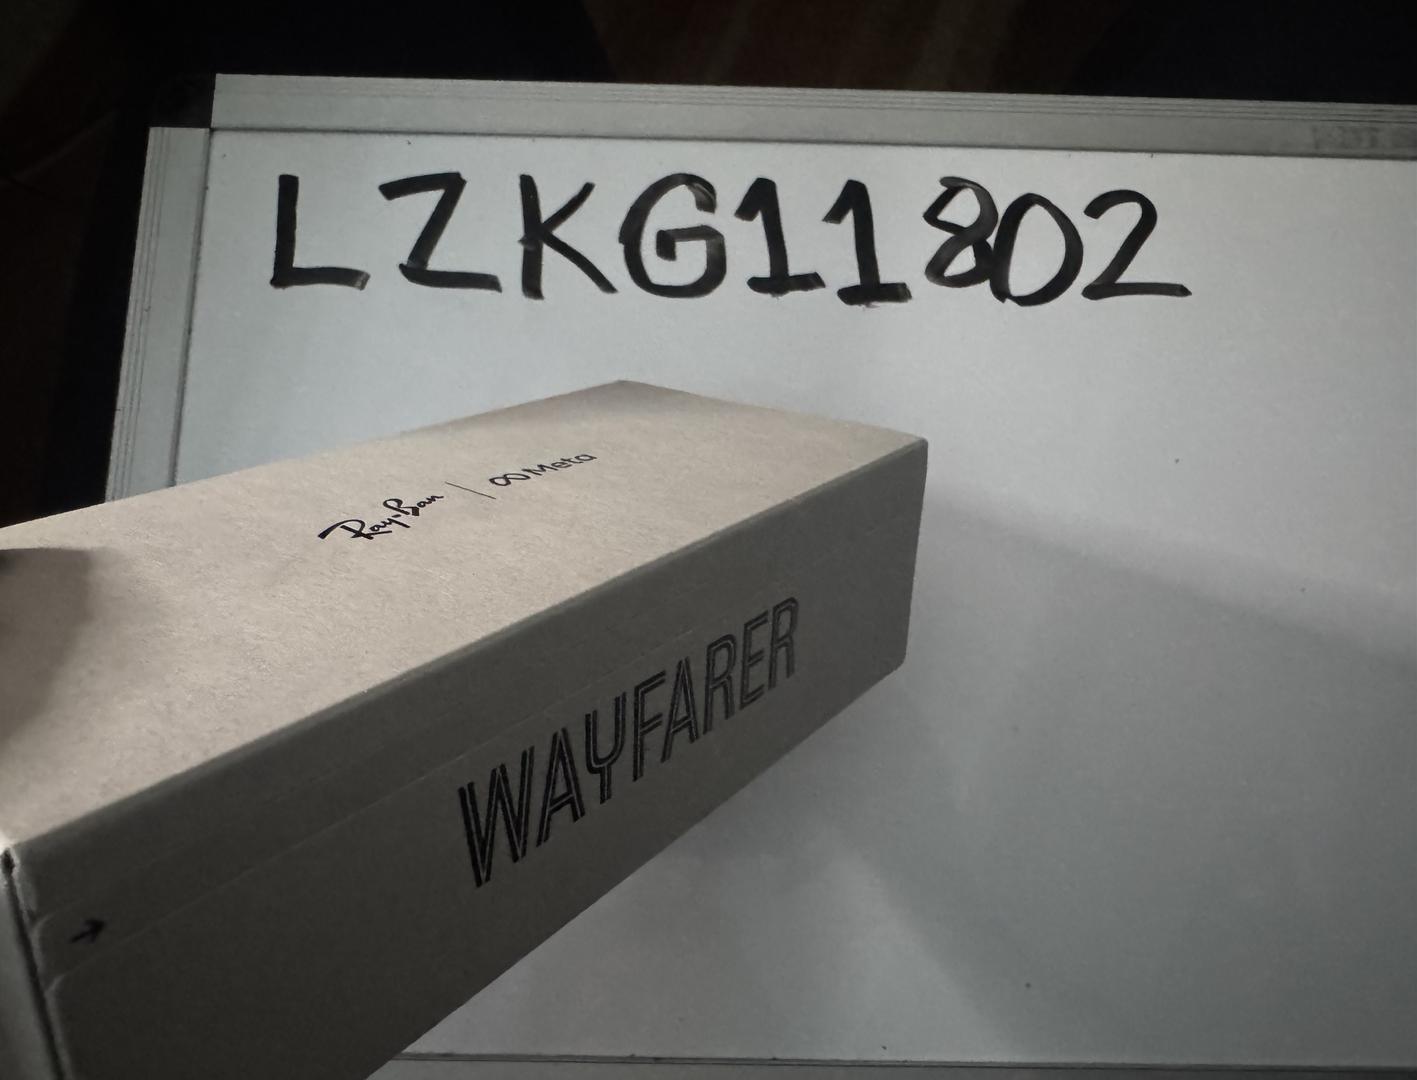 LZKG11802
Ray-Ban | Meta
WAYFARER